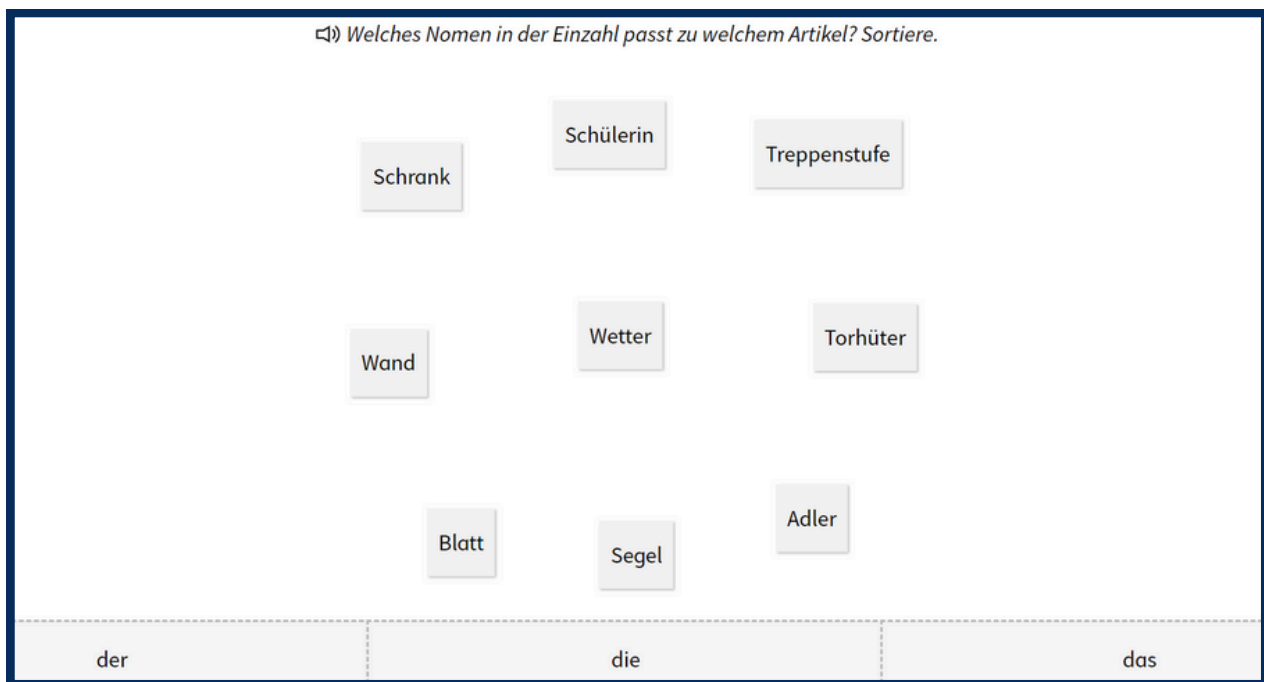 Welches Nomen in der Einzahl passt zu welchem Artikel? Sortiere.
Schülerin
Treppenstufe
Schrank
Wetter
Torhüter
Wand
Adler
Blatt
Segel
der
die
das